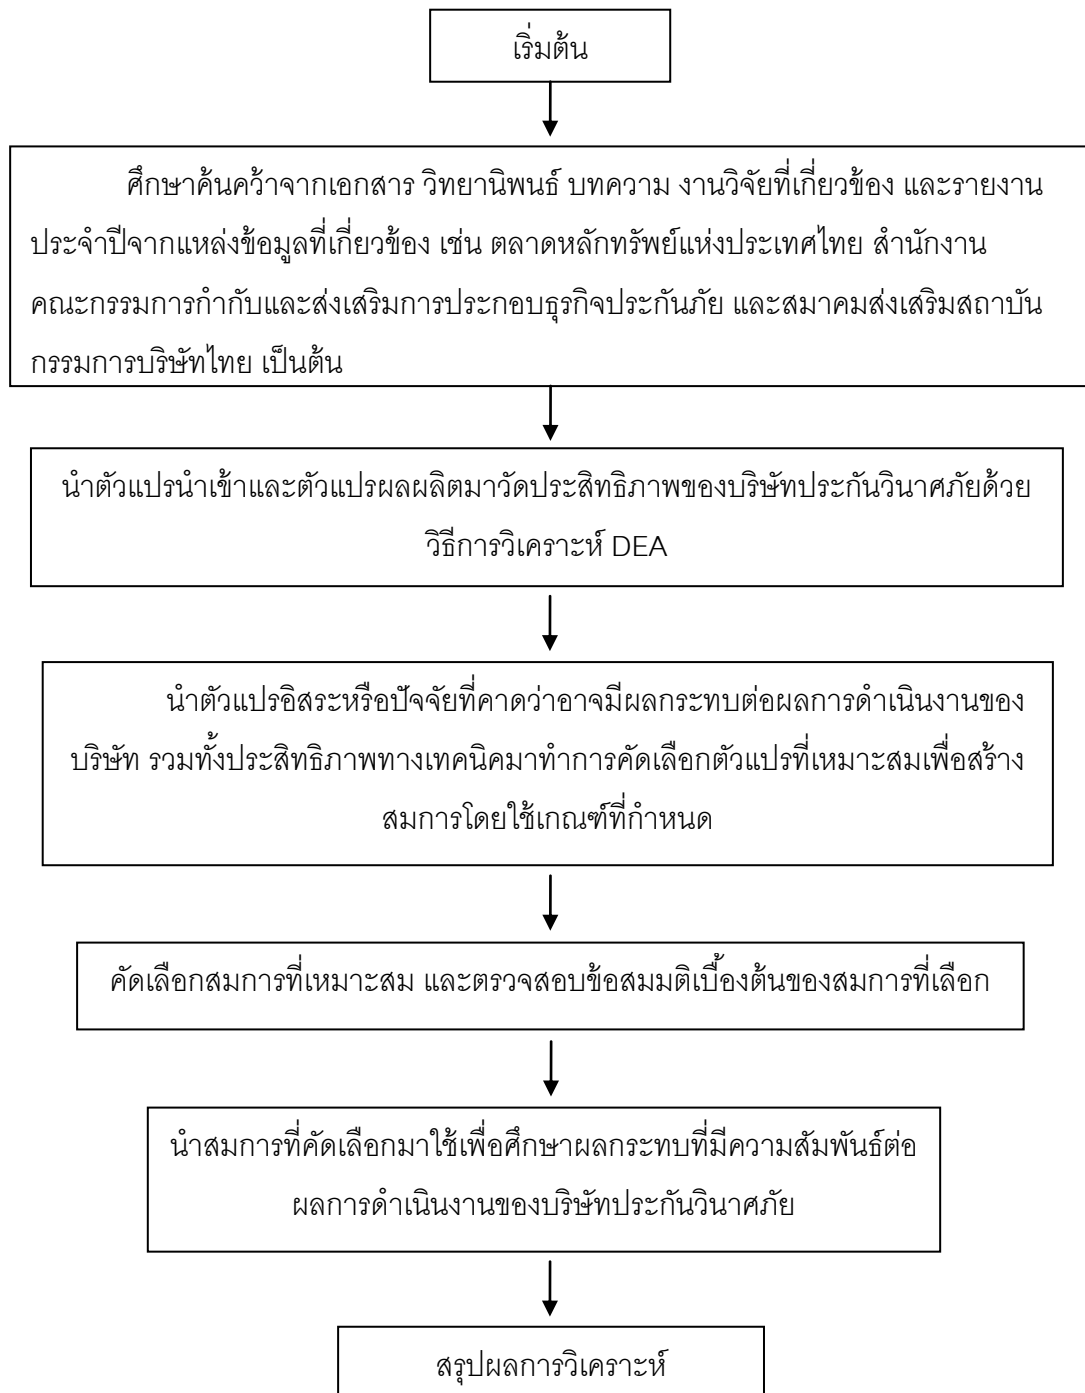 เริ่มต้น
ศึกษาค้นคว้าจากเอกสาร วิทยานิพนธ์ บทความ งานวิจัยที่เกี่ยวข้อง และรายงาน
ประจำปีจากแหล่งข้อมูลที่เกี่ยวข้อง เช่น ตลาดหลักทรัพย์แห่งประเทศไทย สำนักงาน
คณะกรรมการกำกับและส่งเสริมการประกอบธุรกิจประกันภัย และสมาคมส่งเสริมสถาบัน
กรรมการบริษัทไทย เป็นต้น
นำตัวแปรนำเข้าและตัวแปรผลผลิตมาวัดประสิทธิภาพของบริษัทประกันวินาศภัยด้วย
วิธีการวิเคราะห์ DEA
นำตัวแปรอิสระหรือปัจจัยที่คาดว่าอาจมีผลกระทบต่อผลการดำเนินงานของ
บริษัท รวมทั้งประสิทธิภาพทางเทคนิคมาทำการคัดเลือกตัวแปรที่เหมาะสมเพื่อสร้าง
สมการโดยใช้เกณฑ์ที่กำหนด
คัดเลือกสมการที่เหมาะสม และตรวจสอบข้อสมมติเบื้องต้นของสมการที่เลือก
นำสมการที่คัดเลือกมาใช้เพื่อศึกษาผลกระทบที่มีความสัมพันธ์ต่อ
ผลการดำเนินงานของบริษัทประกันวินาศภัย
สรุปผลการวิเคราะห์